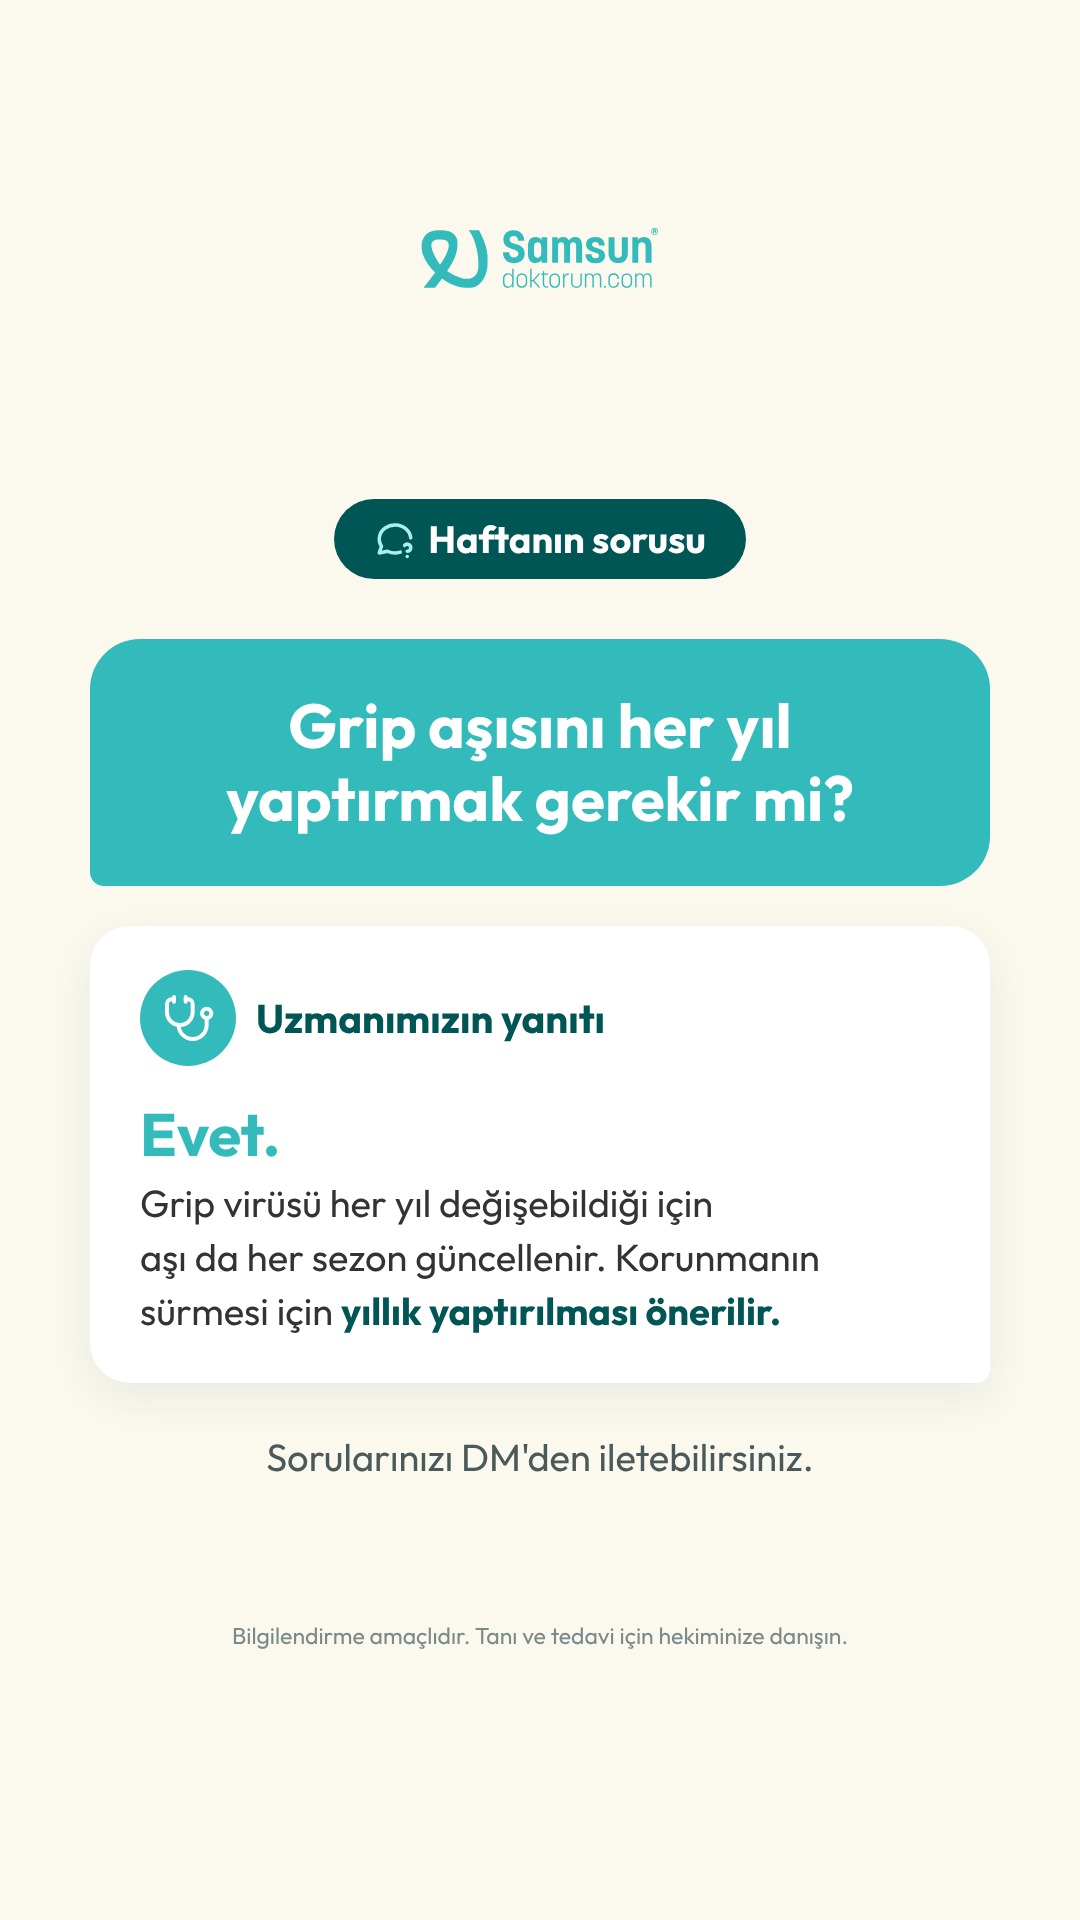 Samsun®
doktorum.com
Haftanın sorusu
Grip aşısını her yıl
yaptırmak gerekir mi?
Uzmanımızın yanıtı
Evet.
Grip virüsü her yıl değişebildiği için
aşı da her sezon güncellenir. Korunmanın
sürmesi için yıllık yaptırılması önerilir.
Sorularınızı DM'den iletebilirsiniz.
Bilgilendirme amaçlıdır. Tanı ve tedavi için hekiminize danışın.